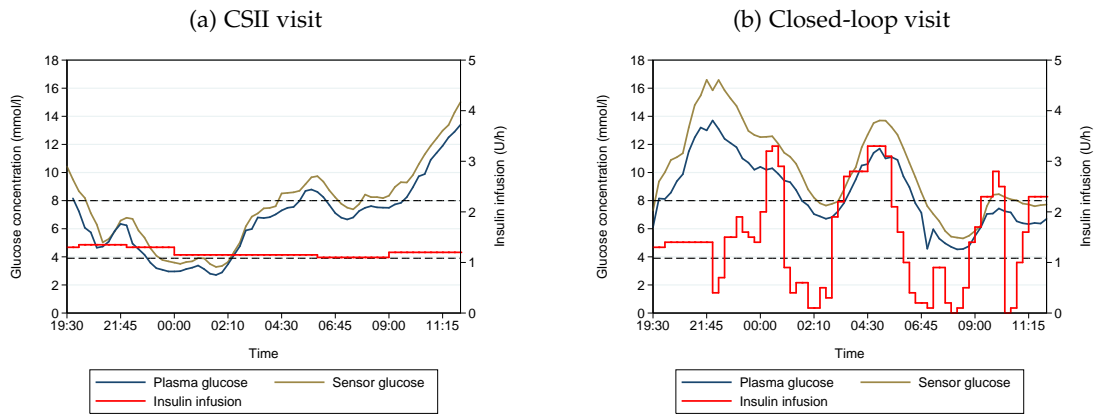 (a) CSII visit
Glucose concentration (mmol/l)
18
16
14
12
10
8
6
4
2
0
5
4
3
2
1
0
Insulin infusion (U/h)
19:30 21:45 00:00 02:10 04:30 06:45 09:00 11:15
Time
Plasma glucose Sensor glucose
Insulin infusion
(b) Closed-loop visit
Glucose concentration (mmol/l)
18
16
14
12
10
8
6
4
2
0
5
4
3
2
1
0
Insulin infusion (U/h)
19:30 21:45 00:00 02:10 04:30 06:45 09:00 11:15
Time
Plasma glucose Sensor glucose
Insulin infusion